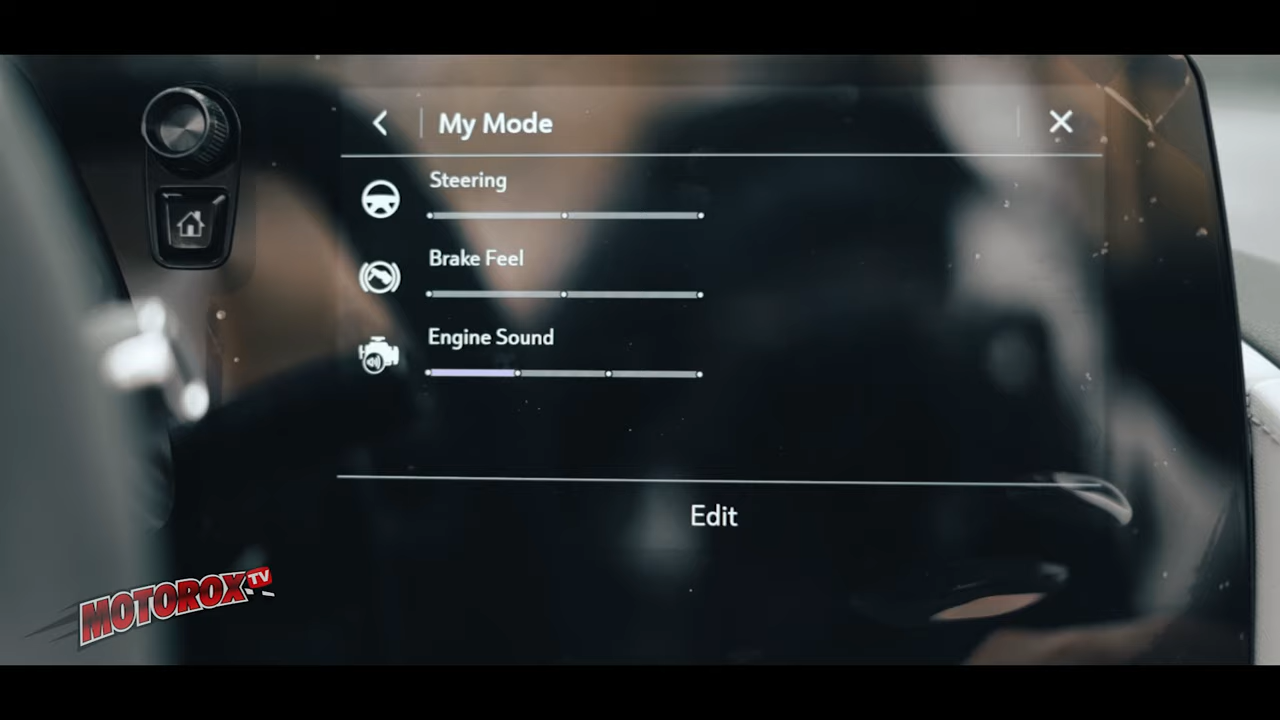 My Mode
Steering
Brake Feel
Engine Sound
Edit
MOTOROX TV